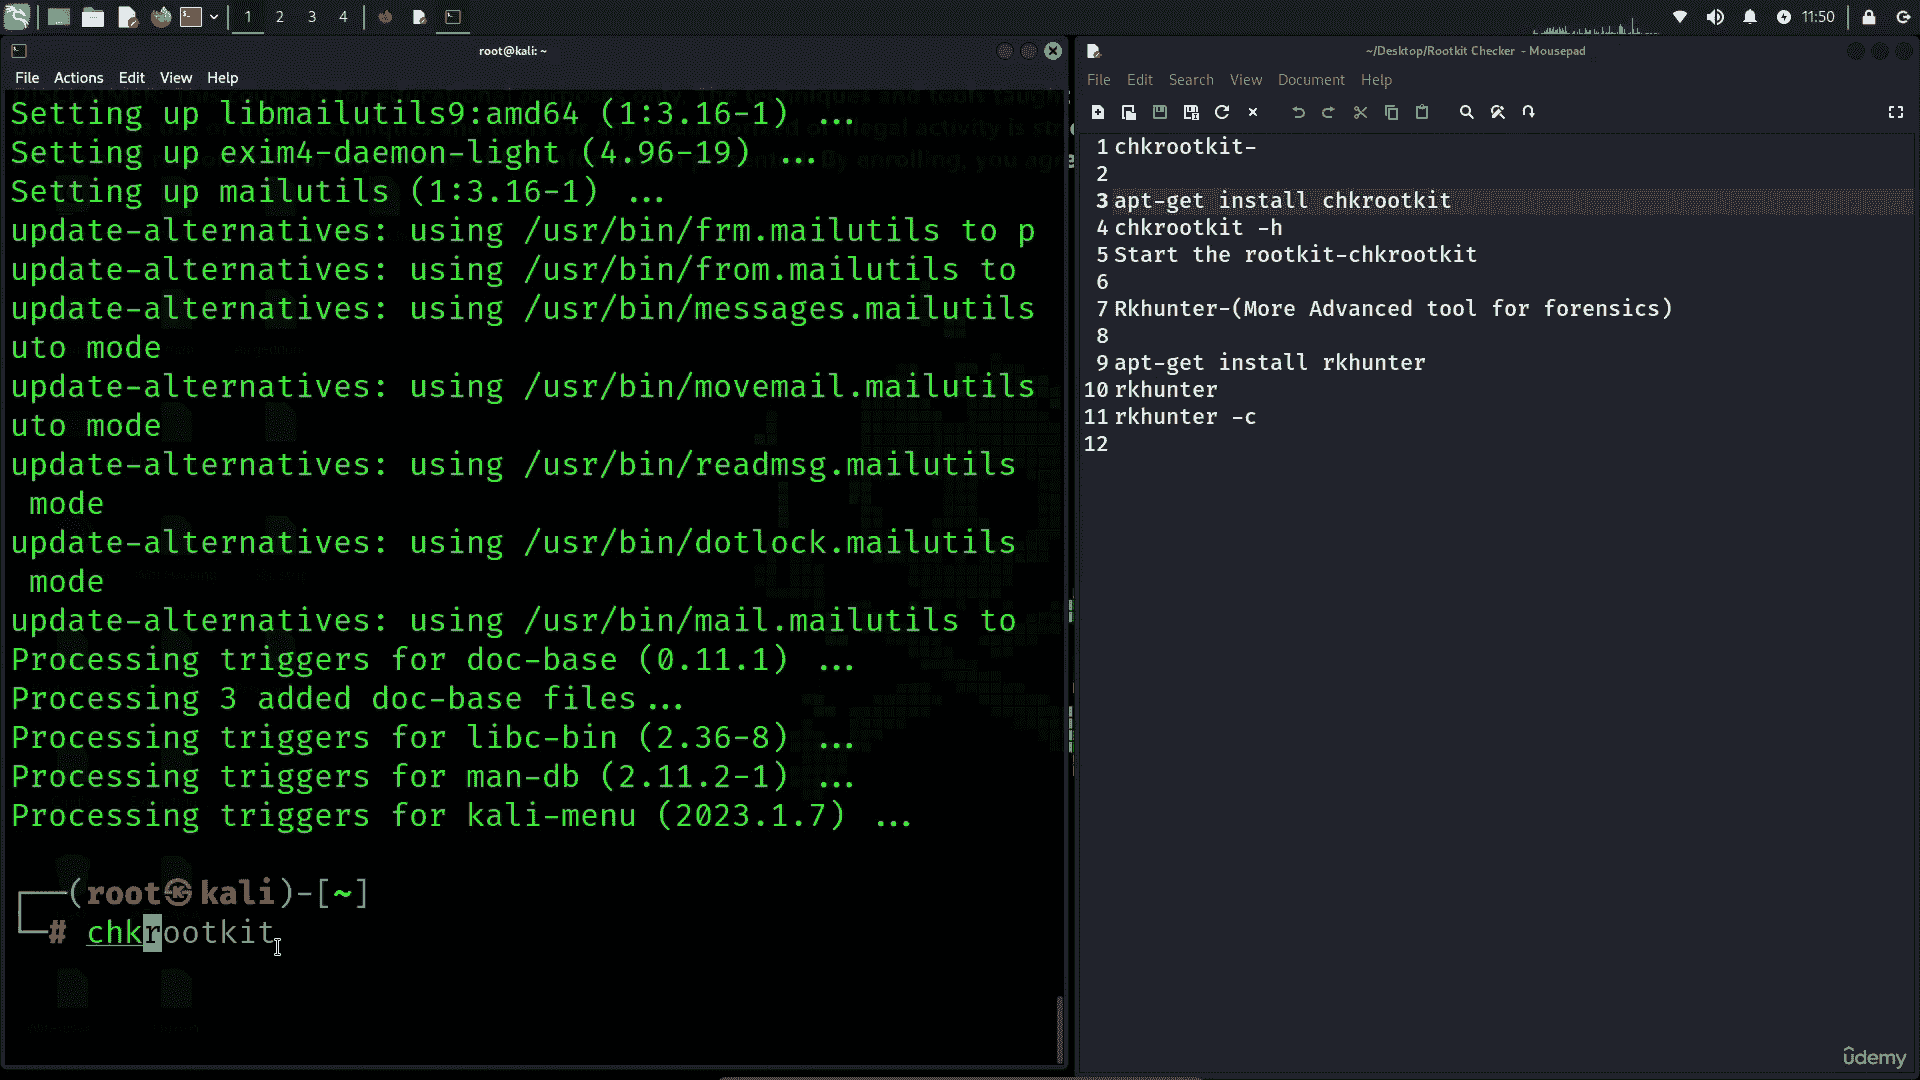 1 2 3 4 11:50
root@kali: ~
File Actions Edit View Help
Setting up libmailutils9:amd64 (1:3.16-1) ...
Setting up exim4-daemon-light (4.96-19) ...
Setting up mailutils (1:3.16-1) ...
update-alternatives: using /usr/bin/frm.mailutils to p
update-alternatives: using /usr/bin/from.mailutils to
update-alternatives: using /usr/bin/messages.mailutils
uto mode
update-alternatives: using /usr/bin/movemail.mailutils
uto mode
update-alternatives: using /usr/bin/readmsg.mailutils
mode
update-alternatives: using /usr/bin/dotlock.mailutils
mode
update-alternatives: using /usr/bin/mail.mailutils to
Processing triggers for doc-base (0.11.1) ...
Processing 3 added doc-base files...
Processing triggers for libc-bin (2.36-8) ...
Processing triggers for man-db (2.11.2-1) ...
Processing triggers for kali-menu (2023.1.7) ...
(root㉿kali)-[~]
# chkrootkit
~/Desktop/Rootkit Checker - Mousepad
File Edit Search View Document Help
1 chkrootkit-
2
3 apt-get install chkrootkit
4 chkrootkit -h
5 Start the rootkit-chkrootkit
6
7 Rkhunter-(More Advanced tool for forensics)
8
9 apt-get install rkhunter
10 rkhunter
11 rkhunter -c
12
ûdemy